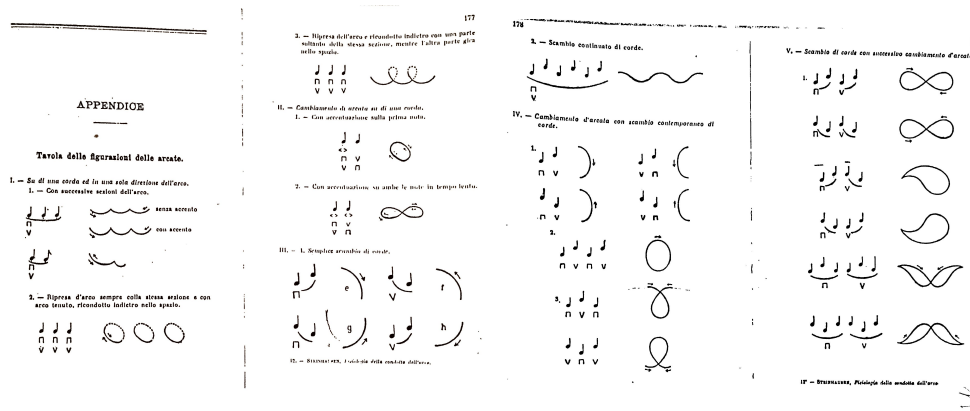 APPENDICE
Tavola delle figurazioni delle arcate.
I. — Su di una corda ed in una sola direzione dell'arco.
1. — Con successive sezioni dell'arco.
senza accento
con accento
2. — Ripresa d'arco sempre colla stessa sezione e con
arco tenuto, ricondotto indietro nello spazio.
177
3. — Ripresa dell'arco e ricondotto indietro con una parte
soltanto della stessa sezione, mentre l'altra parte gira
nello spazio.
II. — Cambiamento di arcata su di una corda.
1. — Con accentuazione sulla prima nota.
2. — Con accentuazione su ambe le note in tempo lento.
III. — 1. Semplice scambio di corde.
e
f
g
h
12. — STEINHAUSEN, Fisiologia della condotta dell'arco.
178
2. — Scambio continuato di corde.
IV. — Cambiamento d'arcata con scambio contemporaneo di
corde.
1.
2.
3.
V. — Scambio di corde con successivo cambiamento d'arcata.
1.
12* — STEINHAUSEN, Fisiologia della condotta dell'arco